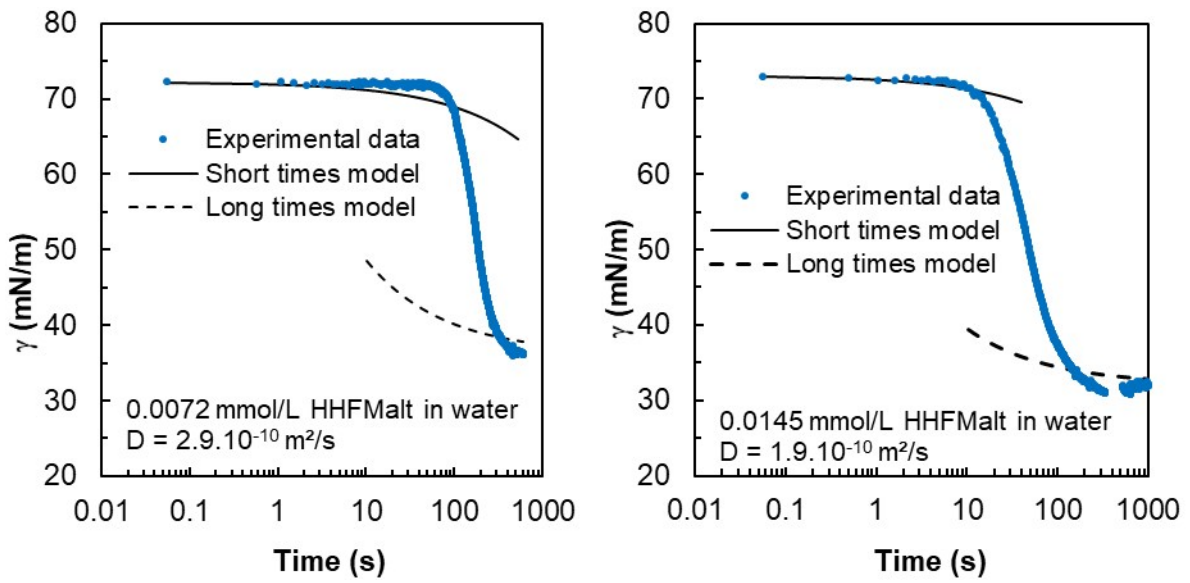 80
70
60
50
40
30
20
γ (mN/m)
Experimental data
Short times model
Long times model
0.0072 mmol/L HHFMalt in water
D = 2.9.10⁻¹⁰ m²/s
0.01 0.1 1 10 100 1000
Time (s)
80
70
60
50
40
30
20
γ (mN/m)
Experimental data
Short times model
Long times model
0.0145 mmol/L HHFMalt in water
D = 1.9.10⁻¹⁰ m²/s
0.01 0.1 1 10 100 1000
Time (s)